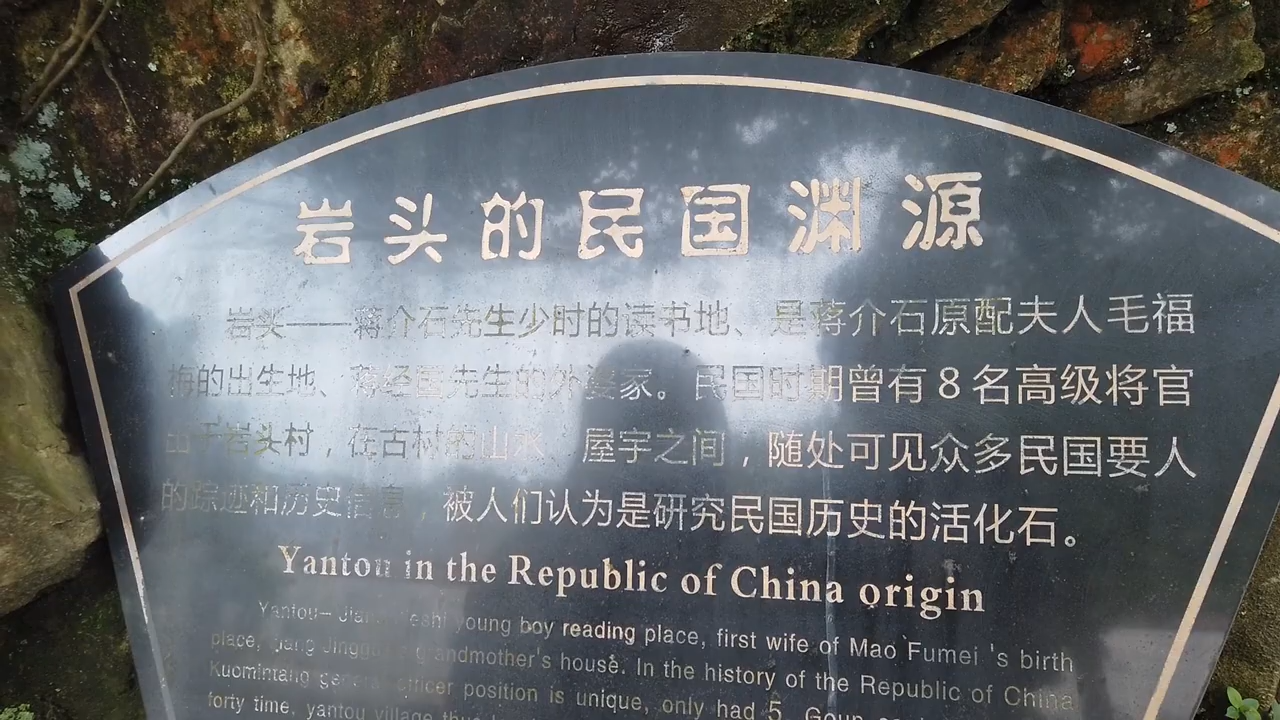 岩头的民国渊源
岩头——蒋介石先生少时的读书地、是蒋介石原配夫人毛福
梅的出生地、蒋经国先生的外婆家。民国时期曾有8名高级将官
出于岩头村，在古村的山水 屋宇之间，随处可见众多民国要人
的踪迹和历史信息，被人们认为是研究民国历史的活化石。
Yantou in the Republic of China origin
Yantou- young boy reading place, first wife of Mao Fumei 's birth
place, grandmother's house. In the history of the Republic of China
Kuomintang officer position is unique, only had 5.
forty time, yantou village